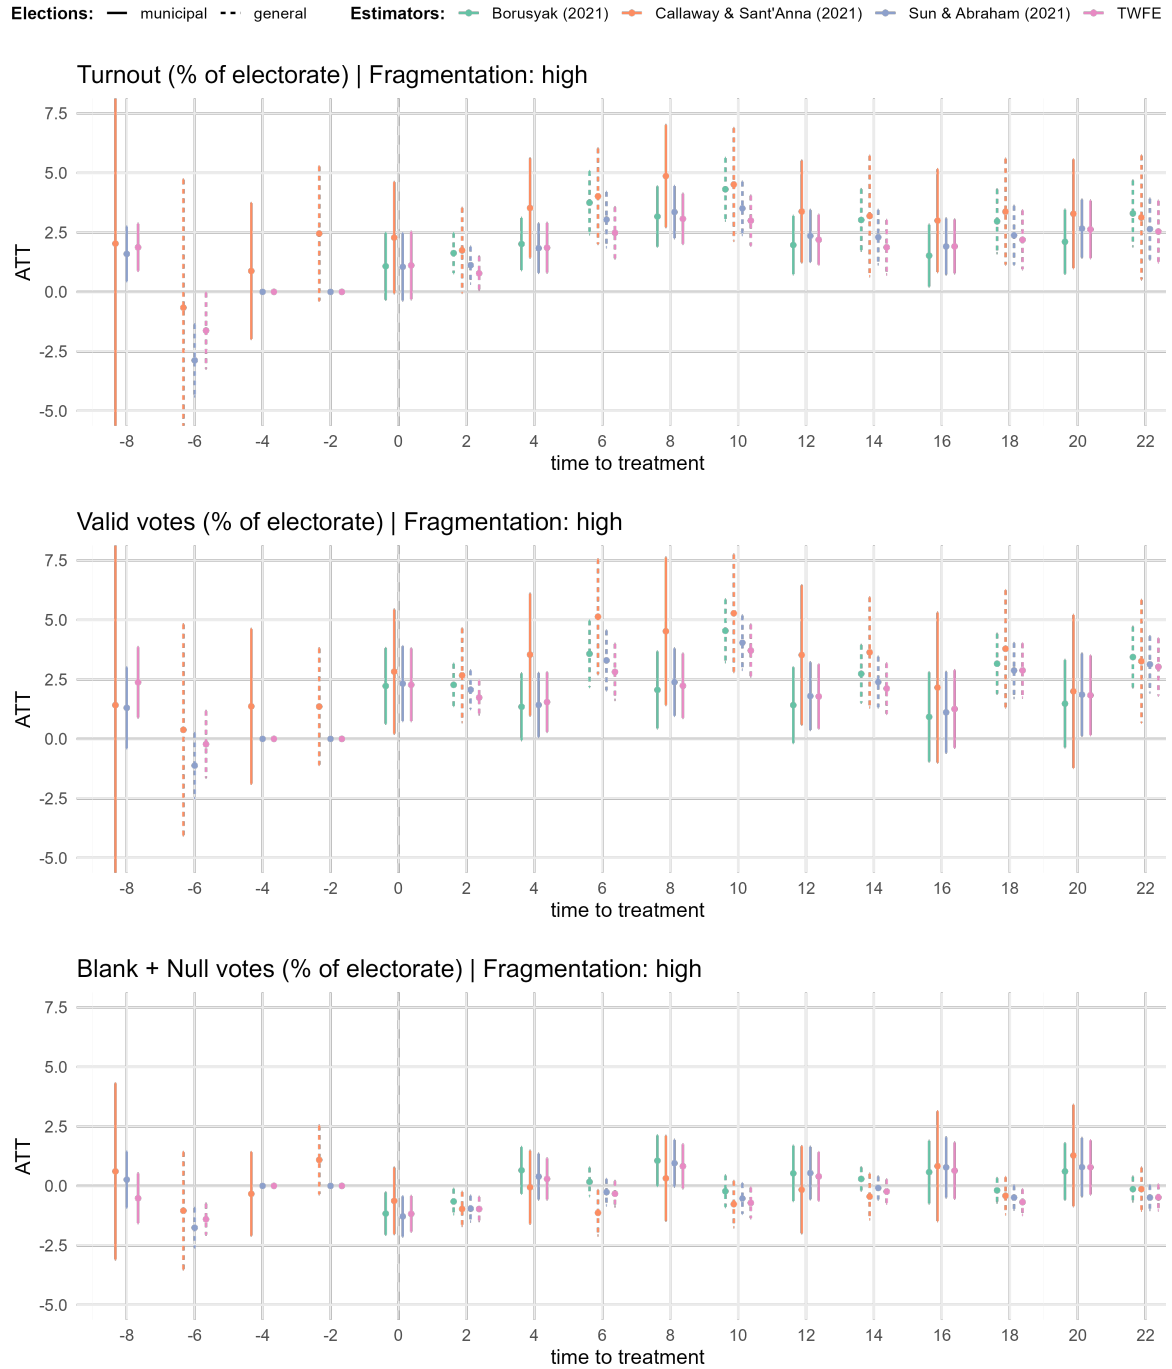 Elections: municipal general Estimators: Borusyak (2021) Callaway & Sant'Anna (2021) Sun & Abraham (2021) TWFE
Turnout (% of electorate) | Fragmentation: high
7.5
5.0
2.5
0.0
-2.5
-5.0
ATT
-8 -6 -4 -2 0 2 4 6 8 10 12 14 16 18 20 22
time to treatment
Valid votes (% of electorate) | Fragmentation: high
7.5
5.0
2.5
0.0
-2.5
-5.0
ATT
-8 -6 -4 -2 0 2 4 6 8 10 12 14 16 18 20 22
time to treatment
Blank + Null votes (% of electorate) | Fragmentation: high
7.5
5.0
2.5
0.0
-2.5
-5.0
ATT
-8 -6 -4 -2 0 2 4 6 8 10 12 14 16 18 20 22
time to treatment